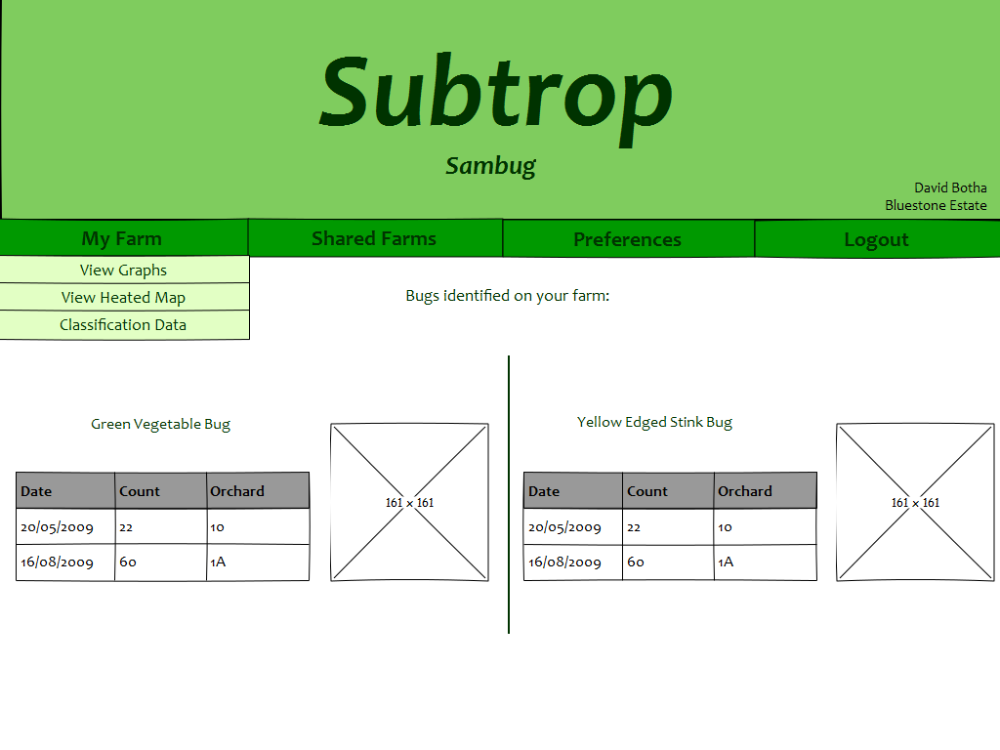 Subtrop
Sambug
David Botha
Bluestone Estate
My Farm Shared Farms Preferences Logout
View Graphs
View Heated Map
Classification Data
Bugs identified on your farm:
Green Vegetable Bug
Date Count Orchard
20/05/2009 22 10
16/08/2009 60 1A
161 x 161
Yellow Edged Stink Bug
Date Count Orchard
20/05/2009 22 10
16/08/2009 60 1A
161 x 161